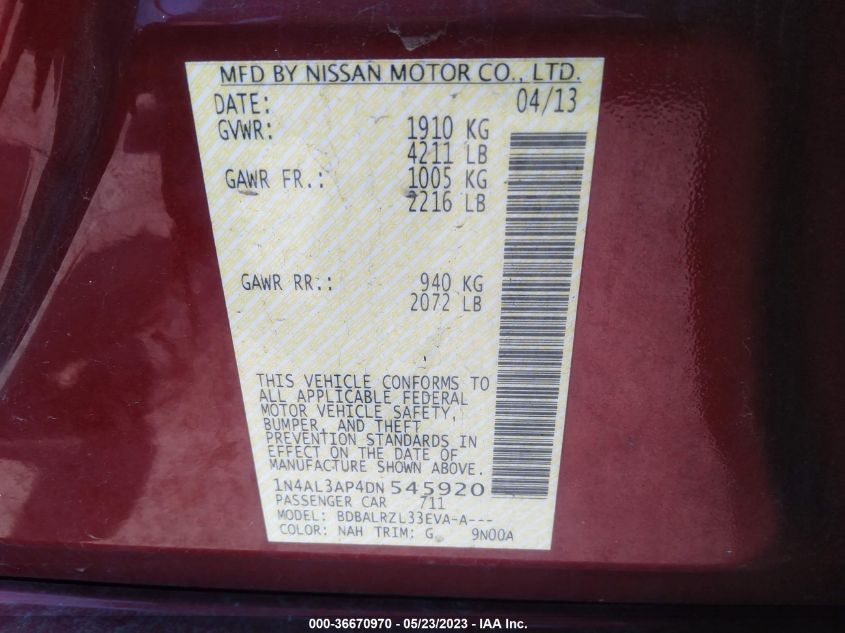 MFD BY NISSAN MOTOR CO., LTD.
DATE: 04/13
GVWR: 1910 KG
4211 LB
GAWR FR.: 1005 KG
2216 LB
GAWR RR.: 940 KG
2072 LB
THIS VEHICLE CONFORMS TO
ALL APPLICABLE FEDERAL
MOTOR VEHICLE SAFETY,
BUMPER, AND THEFT
PREVENTION STANDARDS IN
EFFECT ON THE DATE OF
MANUFACTURE SHOWN ABOVE.
1N4AL3AP4DN 545920
PASSENGER CAR 711
MODEL: BDBALRZL33EVA-A---
COLOR: NAH TRIM: G 9N00A
000-36670970 - 05/23/2023 - IAA Inc.